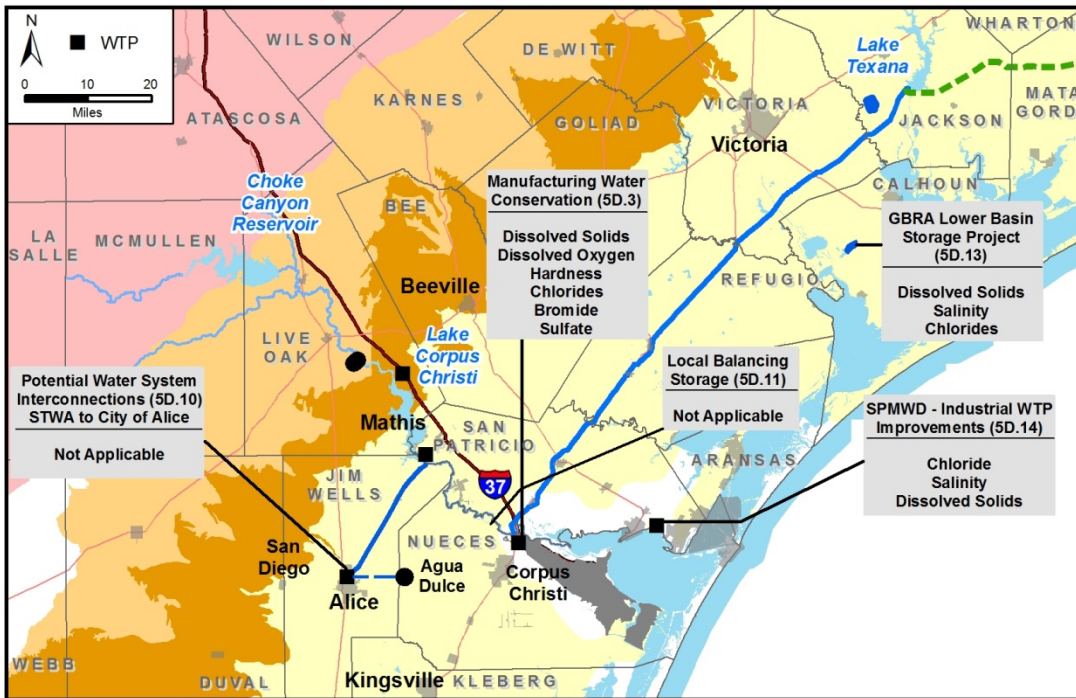 N
WTP
0 10 20
Miles
WILSON
DE WITT
WHARTON
Lake
Texana
KARNES
ATASCOSA
GOLIAD
VICTORIA
Victoria
JACKSON
MATA
GORD
Choke
Canyon
Reservoir
BEE
Manufacturing Water
Conservation (5D.3)
Dissolved Solids
Dissolved Oxygen
Hardness
Chlorides
Bromide
Sulfate
CALHOUN
GBRA Lower Basin
Storage Project
(5D.13)
Dissolved Solids
Salinity
Chlorides
LA
SALLE
MCMULLEN
Beeville
REFUGIO
LIVE
OAK
Lake
Corpus
Christi
Potential Water System
Interconnections (5D.10)
STWA to City of Alice
Not Applicable
Local Balancing
Storage (5D.11)
Not Applicable
Mathis
SAN
PATRICIO
ARANSAS
SPMWD - Industrial WTP
Improvements (5D.14)
Chloride
Salinity
Dissolved Solids
JIM
WELLS
37
NUECES
San
Diego
Alice
Agua
Dulce
Corpus
Christi
WEBB
DUVAL
Kingsville
KLEBERG